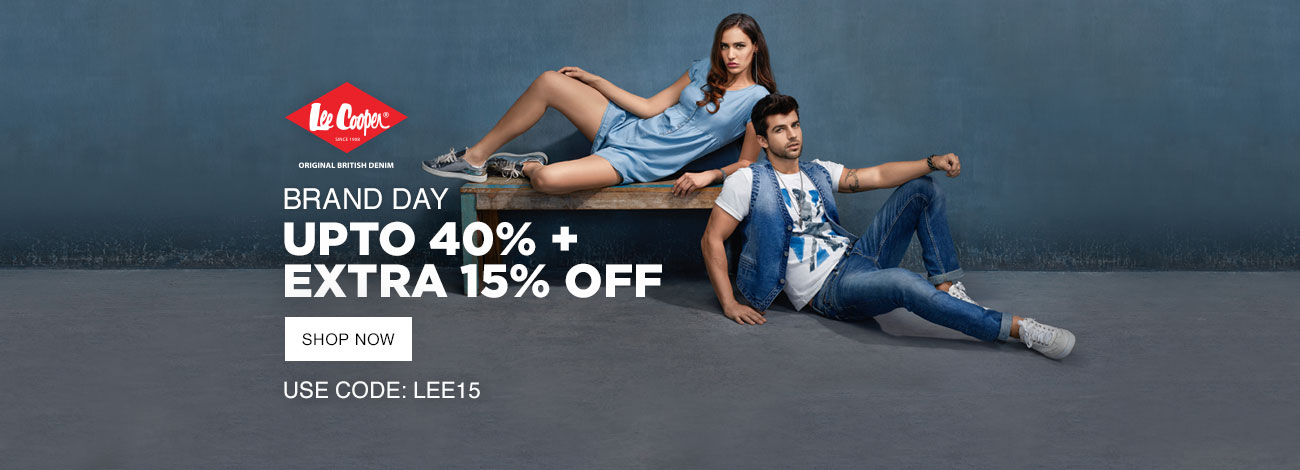 Lee Cooper®
SINCE 1908
ORIGINAL BRITISH DENIM
BRAND DAY
UPTO 40% +
EXTRA 15% OFF
SHOP NOW
USE CODE: LEE15